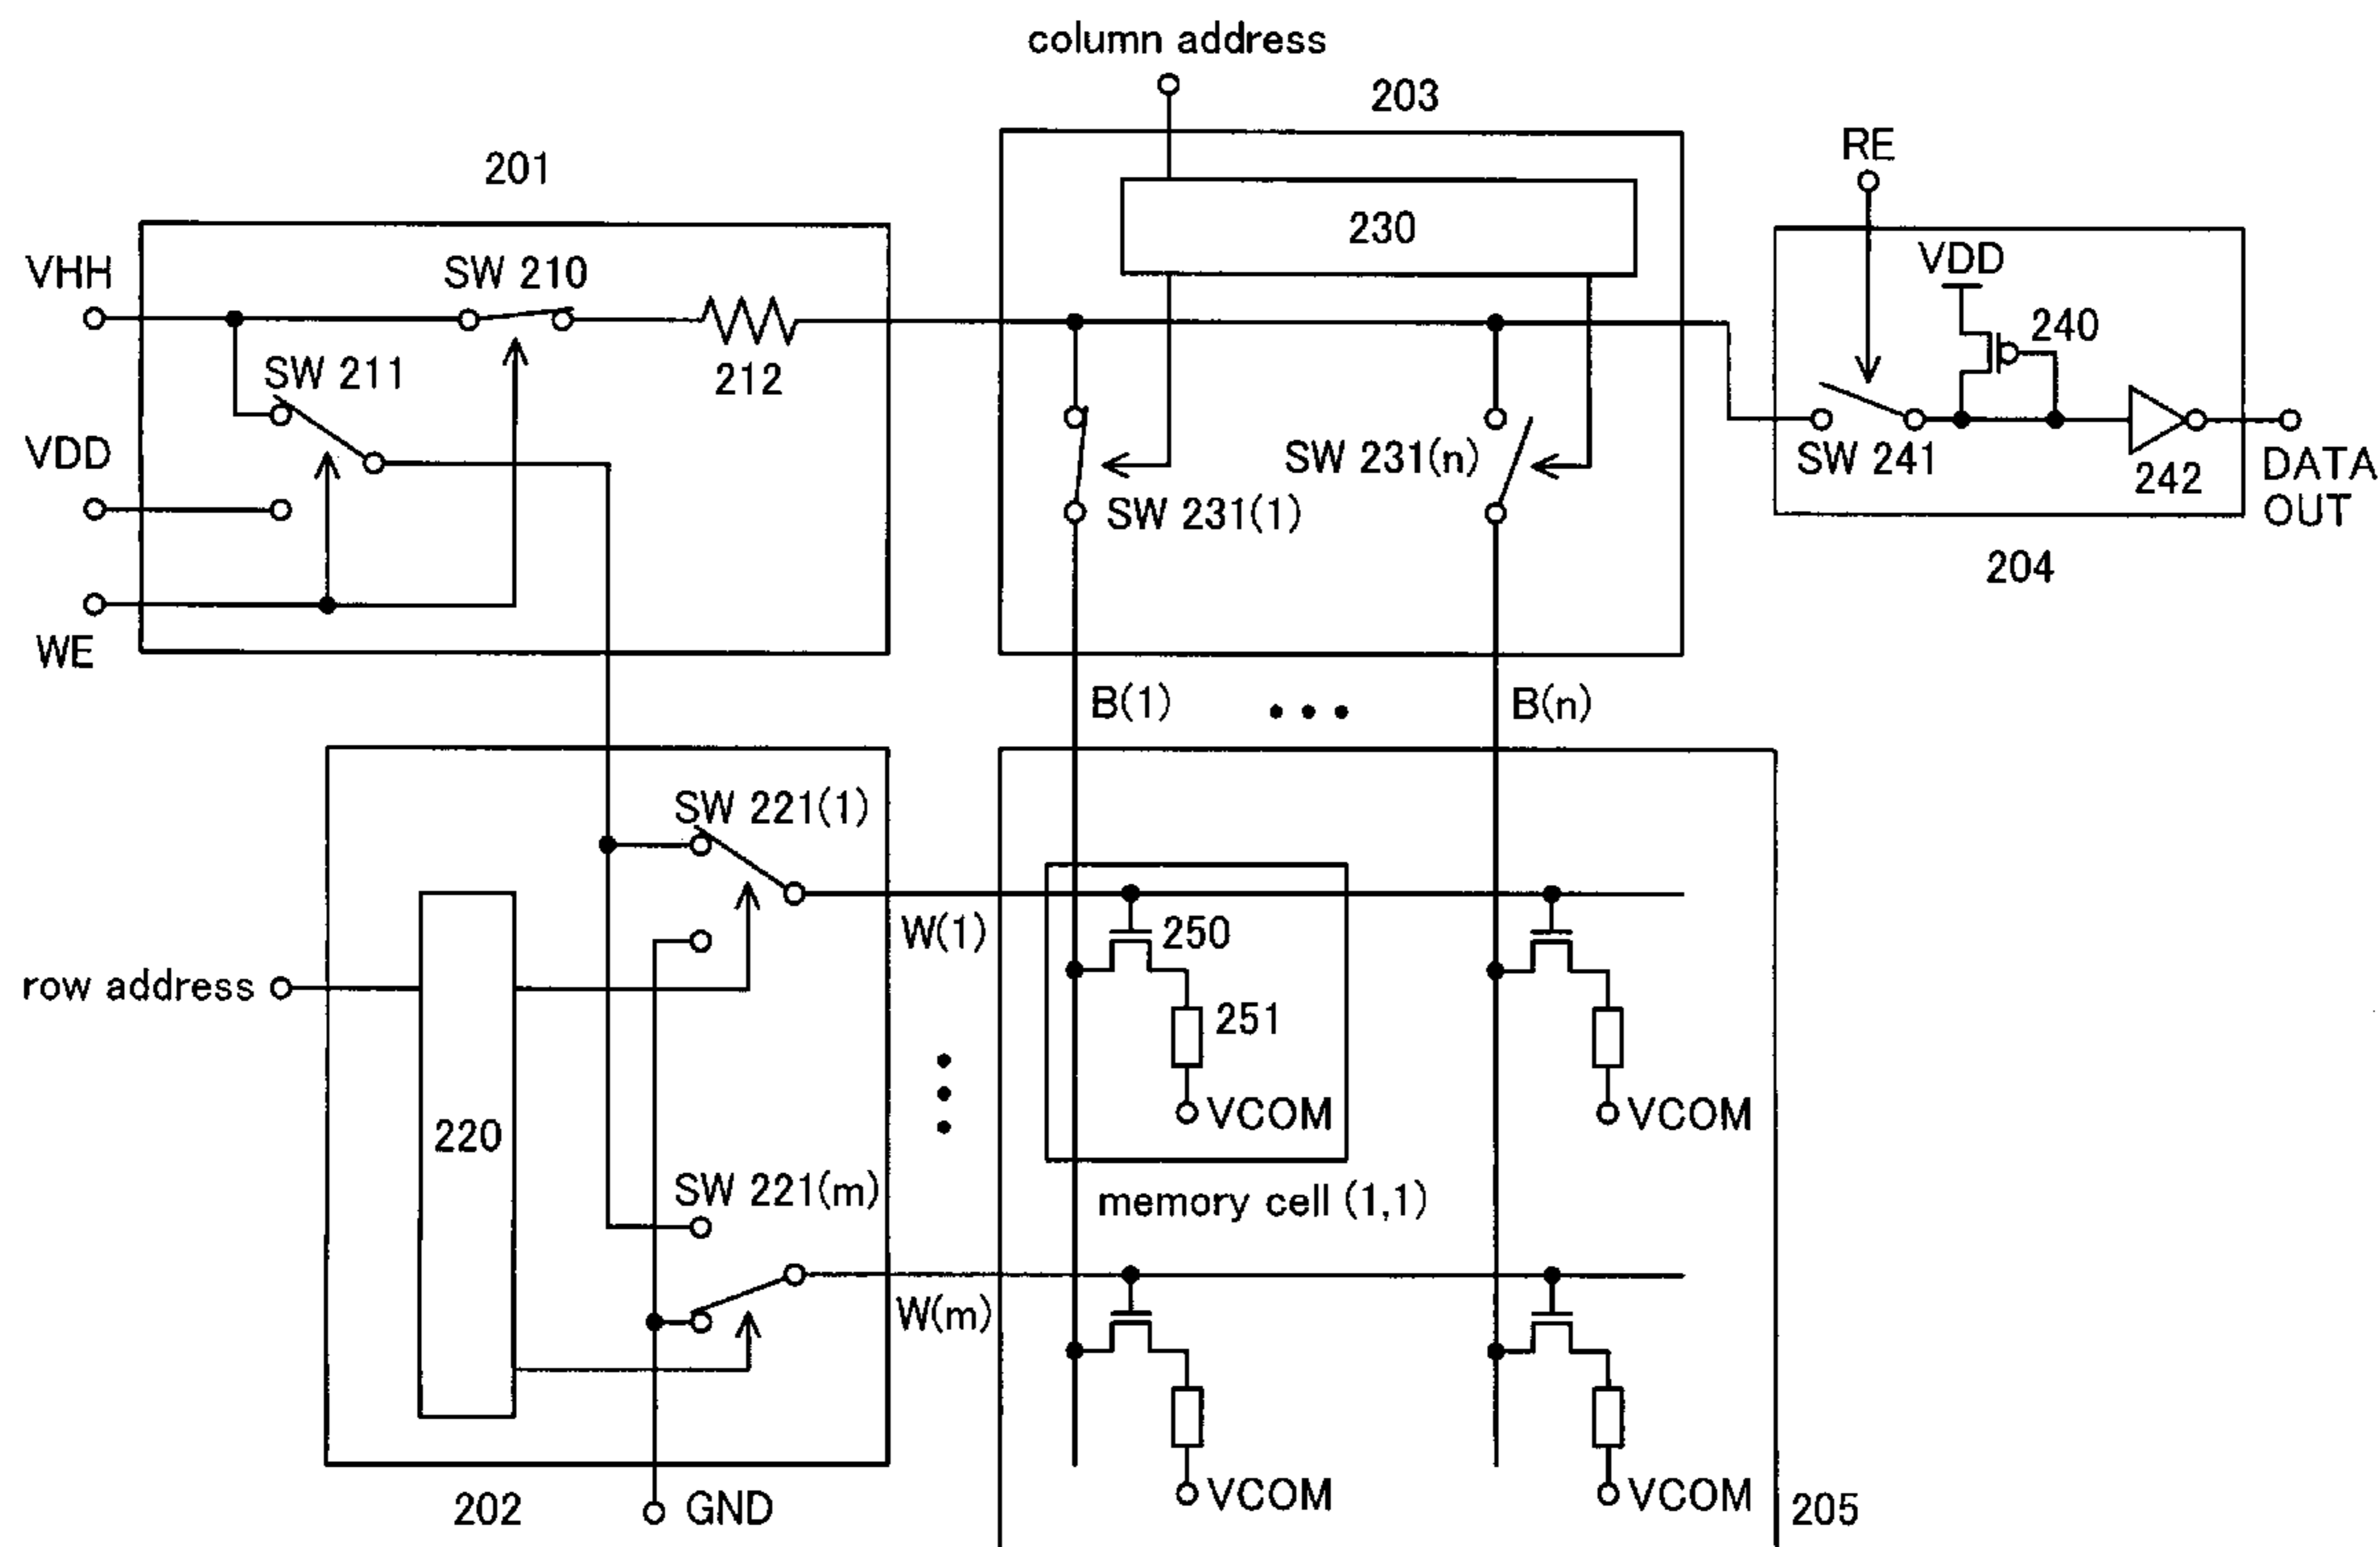 column address
203
RE
201
230
VDD
VHH
SW 210
240
SW 211
212
VDD
SW 231(n)
SW 241
242
DATA
OUT
SW 231(1)
204
WE
B(1)
B(n)
SW 221(1)
W(1)
250
row address
251
220
VCOM
VCOM
SW 221(m)
memory cell (1,1)
W(m)
202
GND
VCOM
VCOM
205